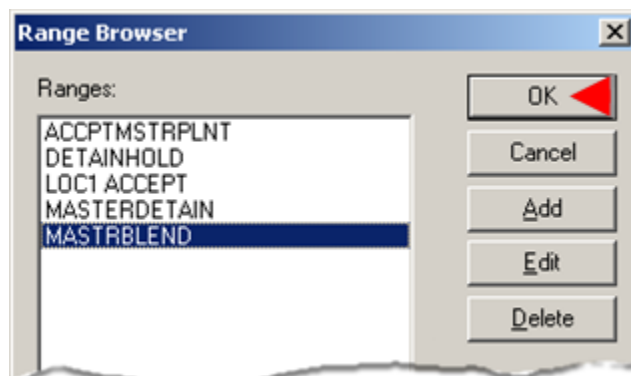 Range Browser
Ranges:
ACCPTMSTRPLNT
DETAINHOLD
LOC1 ACCEPT
MASTERDETAIN
MASTRBLEND
OK
Cancel
Add
Edit
Delete